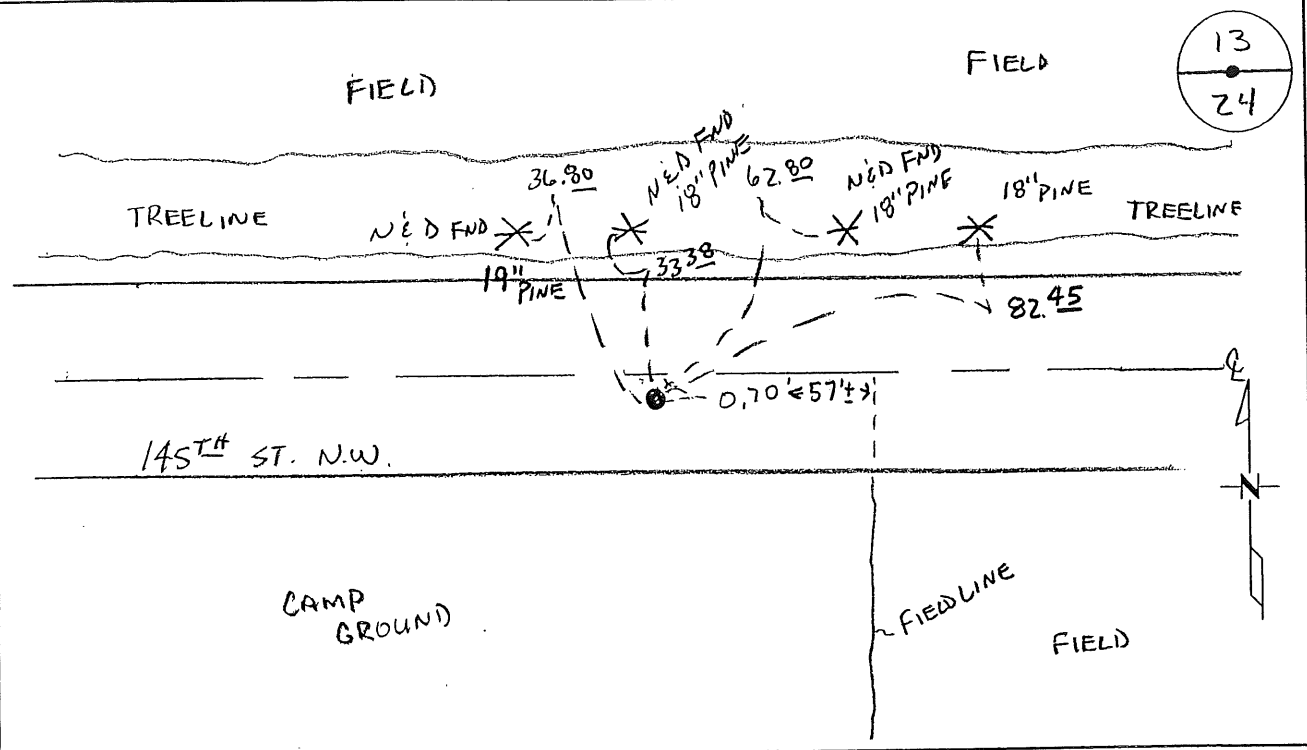 13
24
FIELD
FIELD
N & D FND
18" PINE
36.80
62.80
N & D FND
18" PINE
18" PINE
TREELINE
N & D FND
TREELINE
19"
PINE
33.38
82.45
℄
0.70' 57'±
145TH ST. N.W.
N
CAMP
GROUND
FIELDLINE
FIELD